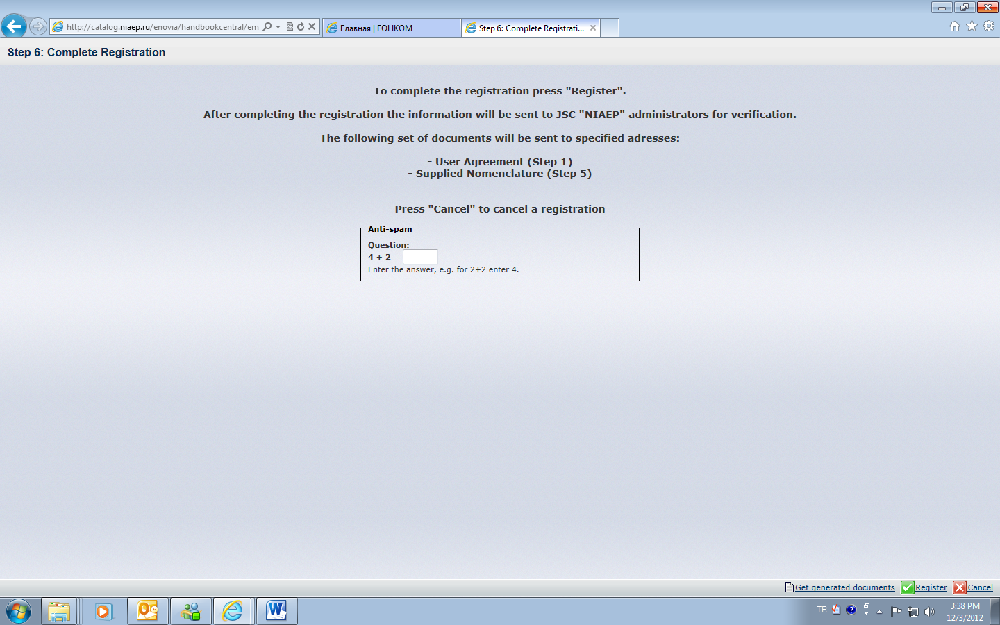 http://catalog.niaep.ru/enovia/handbookcentral/em
Главная | ЕОНКОМ
Step 6: Complete Registrati...
Step 6: Complete Registration
To complete the registration press "Register".
After completing the registration the information will be sent to JSC "NIAEP" administrators for verification.
The following set of documents will be sent to specified adresses:
- User Agreement (Step 1)
- Supplied Nomenclature (Step 5)
Press "Cancel" to cancel a registration
Anti-spam
Question:
4 + 2 =
Enter the answer, e.g. for 2+2 enter 4.
Get generated documents
Register
Cancel
TR
3:38 PM
12/3/2012